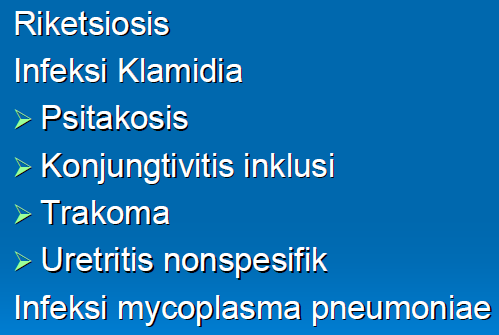 Riketsiosis
Infeksi Klamidia
➢ Psitakosis
➢ Konjungtivitis inklusi
➢ Trakoma
➢ Uretritis nonspesifik
Infeksi mycoplasma pneumoniae